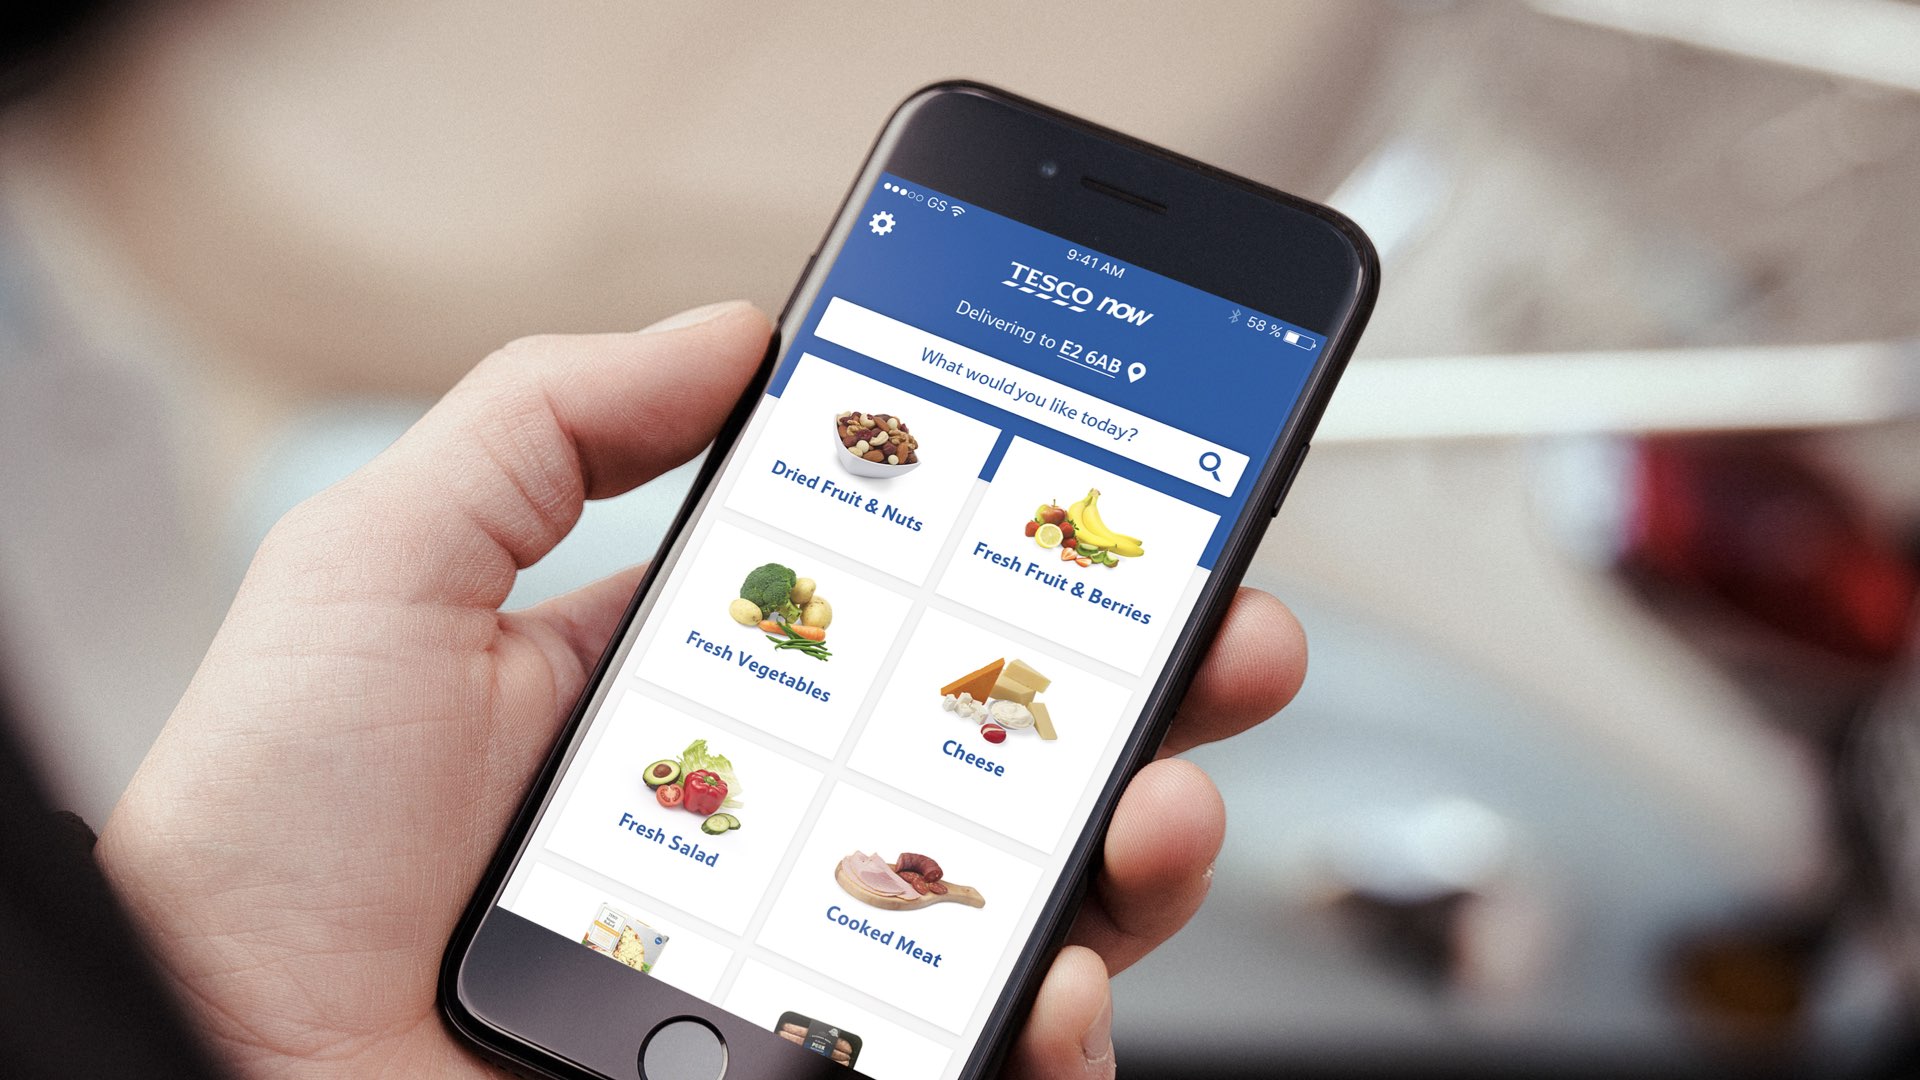 GS
9:41 AM
58 %
TESCO now
Delivering to E2 6AB
What would you like today?
Dried Fruit & Nuts
Fresh Fruit & Berries
Fresh Vegetables
Cheese
Fresh Salad
Cooked Meat